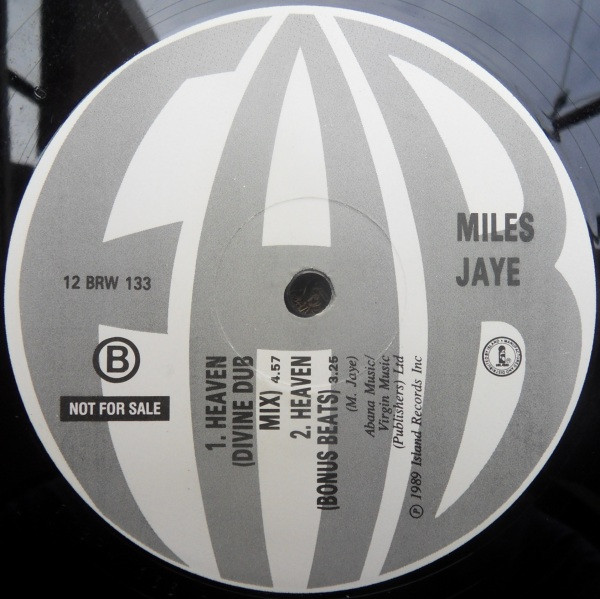 FAB
MILES
JAYE
12 BRW 133
B
NOT FOR SALE
1. HEAVEN
(DIVINE DUB
MIX) 4.57
2. HEAVEN
(BONUS BEATS) 3.25
(M. Jaye)
Abana Music/
Virgin Music
(Publishers) Ltd
℗ 1989 Island Records Inc